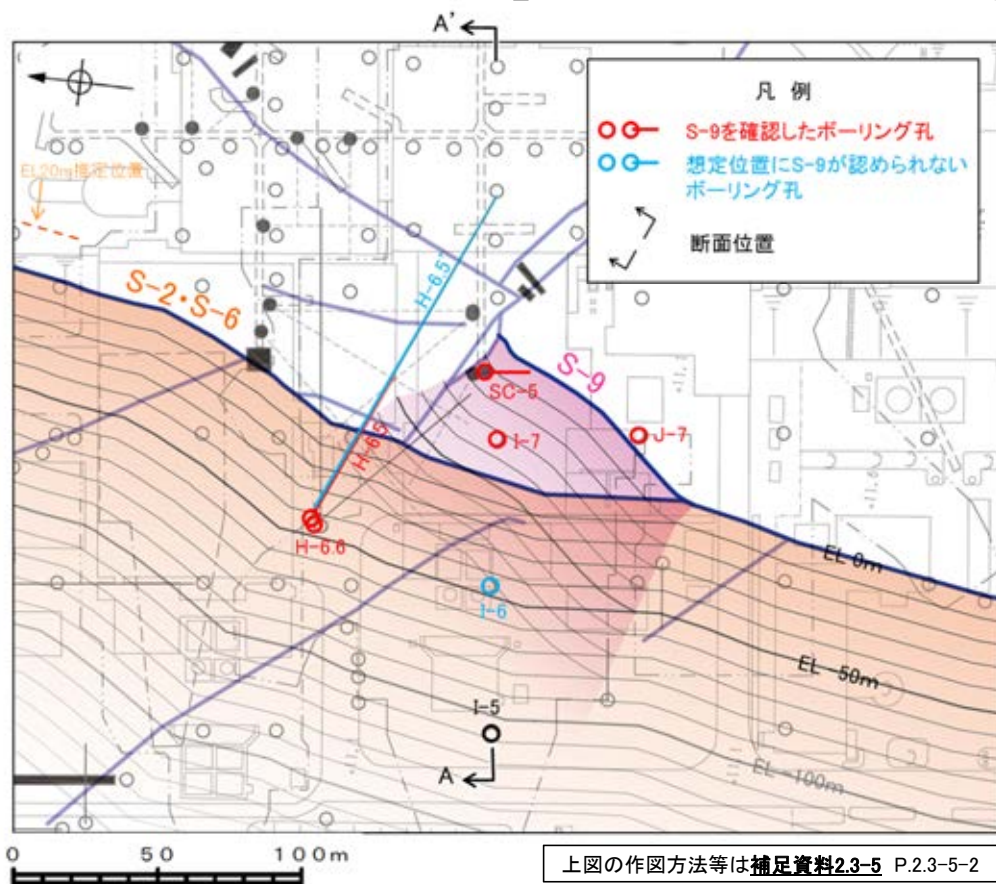 A'
凡 例
S-9を確認したボーリング孔
想定位置にS-9が認められない
ボーリング孔
断面位置
EL20m推定位置
H-6.5'
S-2・S-6
S-9
SC-5
H-6.5'
I-7
J-7
H-6.6
EL 0m
I-6
EL -50m
I-5
A
EL -100m
0 50 100m
上図の作図方法等は補足資料2.3-5 P.2.3-5-2